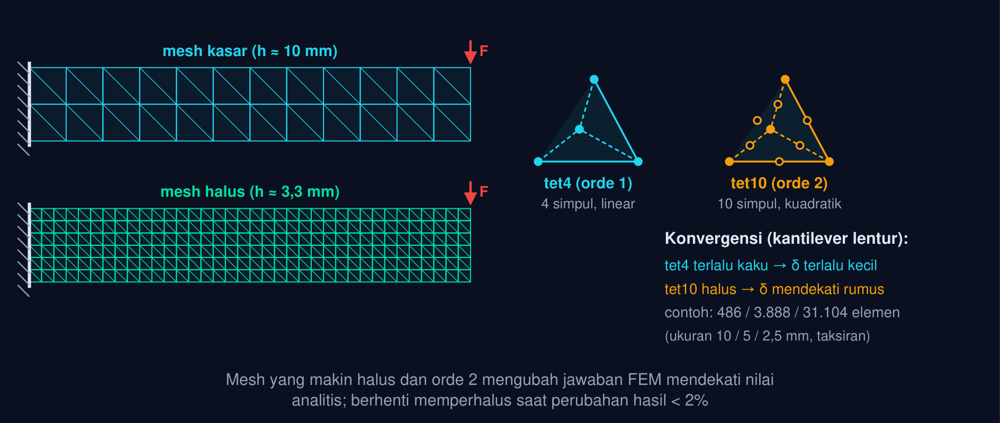 mesh kasar (h ≈ 10 mm)
F
mesh halus (h ≈ 3,3 mm)
F
tet4 (orde 1)
4 simpul, linear
tet10 (orde 2)
10 simpul, kuadratik
Konvergensi (kantilever lentur):
tet4 terlalu kaku → δ terlalu kecil
tet10 halus → δ mendekati rumus
contoh: 486 / 3.888 / 31.104 elemen
(ukuran 10 / 5 / 2,5 mm, taksiran)
Mesh yang makin halus dan orde 2 mengubah jawaban FEM mendekati nilai
analitis; berhenti memperhalus saat perubahan hasil < 2%